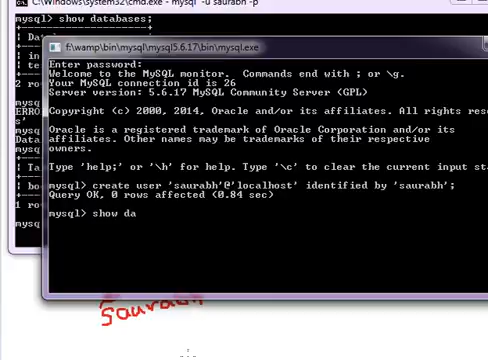 C:\Windows\system32\cmd.exe - mysql -u saurabh -p
mysql> show databases;
f:\wamp\bin\mysql\mysql5.6.17\bin\mysql.exe
Enter password:
Welcome to the MySQL monitor. Commands end with ; or \g.
Your MySQL connection id is 26
Server version: 5.6.17 MySQL Community Server (GPL)
Copyright (c) 2000, 2014, Oracle and/or its affiliates. All rights rese
Oracle is a registered trademark of Oracle Corporation and/or its
affiliates. Other names may be trademarks of their respective
owners.
Type 'help;' or '\h' for help. Type '\c' to clear the current input st
mysql> create user 'saurabh'@'localhost' identified by 'saurabh';
Query OK, 0 rows affected (0.84 sec)
mysql> show da
saurabh